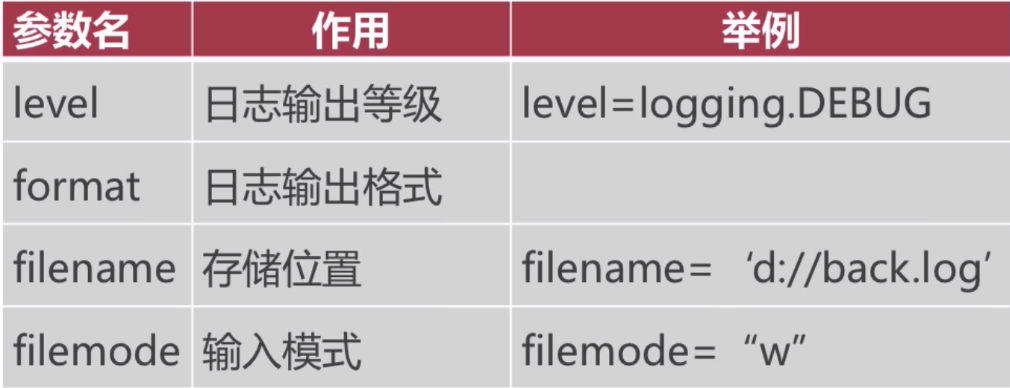 参数名 作用 举例
level 日志输出等级 level=logging.DEBUG
format 日志输出格式
filename 存储位置 filename=‘d://back.log’
filemode 输入模式 filemode=“w”